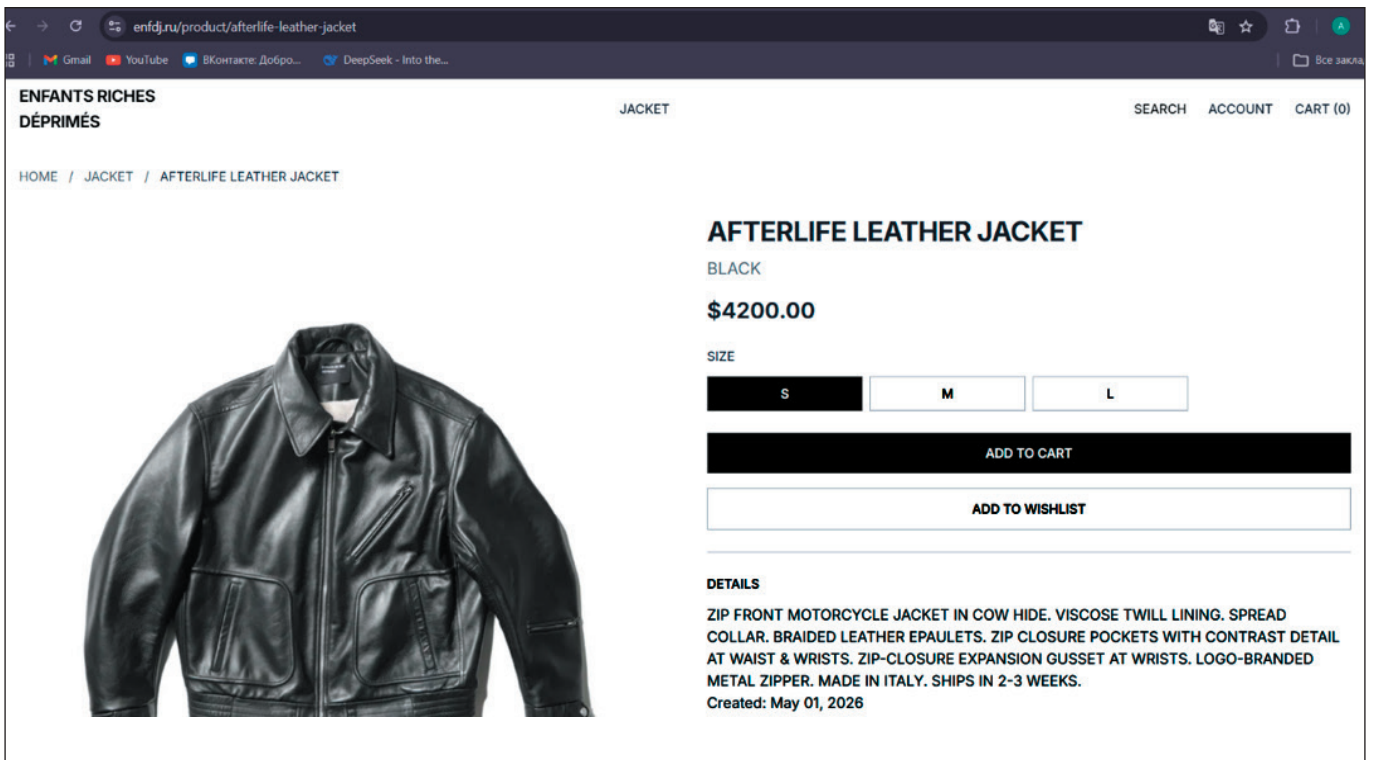 enfdj.ru/product/afterlife-leather-jacket
A
Gmail YouTube ВКонтакте: Добро... DeepSeek - Into the...
Все закла
ENFANTS RICHES
DÉPRIMÉS
JACKET
SEARCH ACCOUNT CART (0)
HOME / JACKET / AFTERLIFE LEATHER JACKET
AFTERLIFE LEATHER JACKET
BLACK
$4200.00
SIZE
S M L
ADD TO CART
ADD TO WISHLIST
DETAILS
ZIP FRONT MOTORCYCLE JACKET IN COW HIDE. VISCOSE TWILL LINING. SPREAD
COLLAR. BRAIDED LEATHER EPAULETS. ZIP CLOSURE POCKETS WITH CONTRAST DETAIL
AT WAIST & WRISTS. ZIP-CLOSURE EXPANSION GUSSET AT WRISTS. LOGO-BRANDED
METAL ZIPPER. MADE IN ITALY. SHIPS IN 2-3 WEEKS.
Created: May 01, 2026